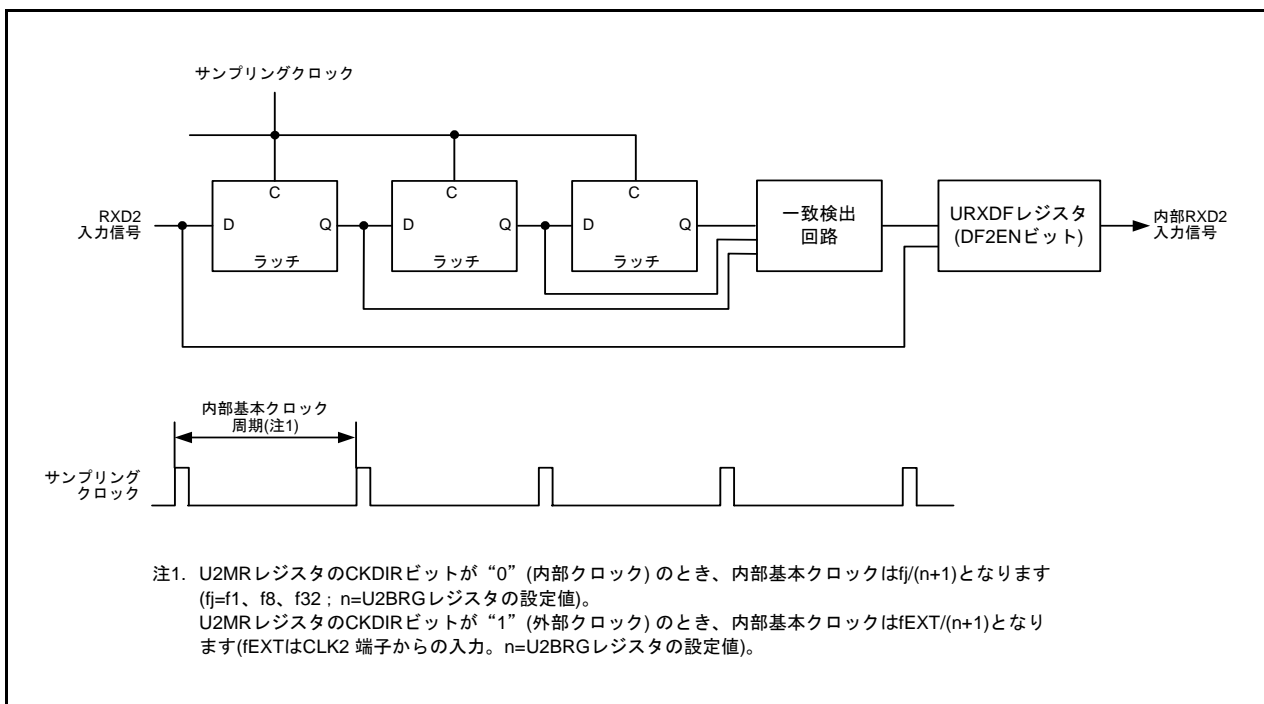 サンプリングクロック
C
C
C
RXD2
入力信号
D
Q
D
Q
D
Q
ラッチ
ラッチ
ラッチ
一致検出
回路
URXDFレジスタ
(DF2ENビット)
内部RXD2
入力信号
内部基本クロック
周期(注1)
サンプリング
クロック
注1. U2MRレジスタのCKDIRビットが“0”(内部クロック) のとき、内部基本クロックはfj/(n+1)となります
(fj=f1、f8、f32 ; n=U2BRGレジスタの設定値)。
U2MRレジスタのCKDIRビットが“1”(外部クロック) のとき、内部基本クロックはfEXT/(n+1)となり
ます(fEXTはCLK2 端子からの入力。n=U2BRGレジスタの設定値)。